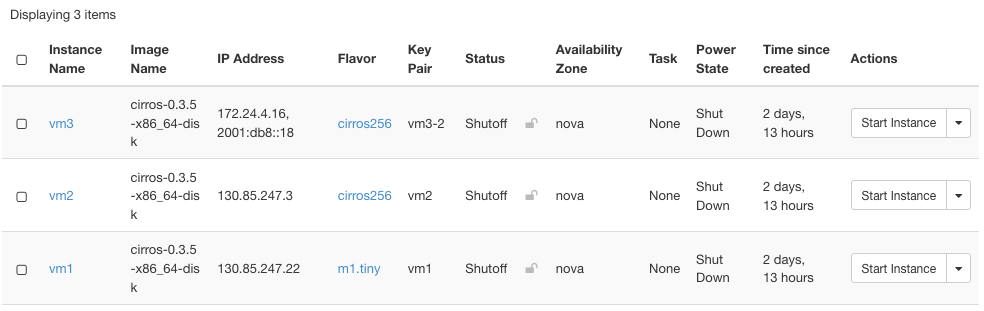 Displaying 3 items
Instance Name Image Name IP Address Flavor Key Pair Status Availability Zone Task Power State Time since created Actions
vm3 cirros-0.3.5-x86_64-disk 172.24.4.16, 2001:db8::18 cirros256 vm3-2 Shutoff nova None Shut Down 2 days, 13 hours Start Instance
vm2 cirros-0.3.5-x86_64-disk 130.85.247.3 cirros256 vm2 Shutoff nova None Shut Down 2 days, 13 hours Start Instance
vm1 cirros-0.3.5-x86_64-disk 130.85.247.22 m1.tiny vm1 Shutoff nova None Shut Down 2 days, 13 hours Start Instance